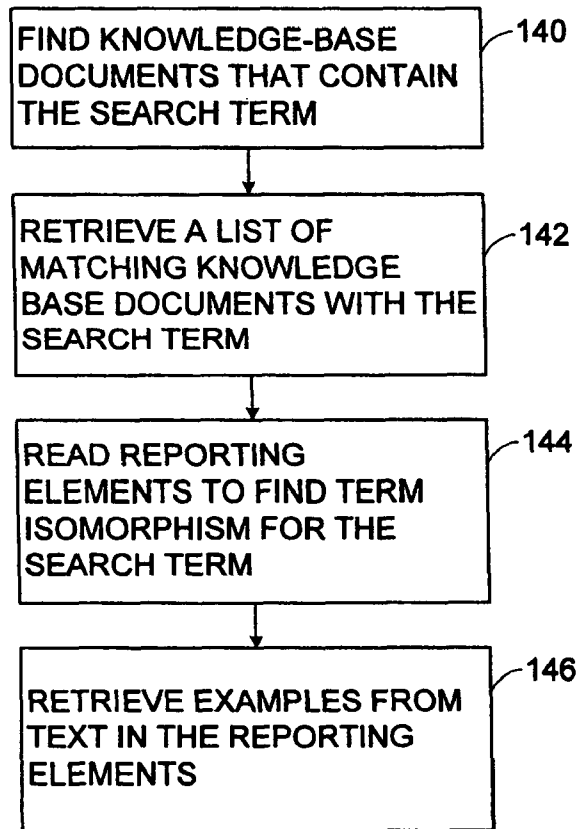 FIND KNOWLEDGE-BASE
DOCUMENTS THAT CONTAIN
THE SEARCH TERM
140
RETRIEVE A LIST OF
MATCHING KNOWLEDGE
BASE DOCUMENTS WITH THE
SEARCH TERM
142
READ REPORTING
ELEMENTS TO FIND TERM
ISOMORPHISM FOR THE
SEARCH TERM
144
RETRIEVE EXAMPLES FROM
TEXT IN THE REPORTING
ELEMENTS
146